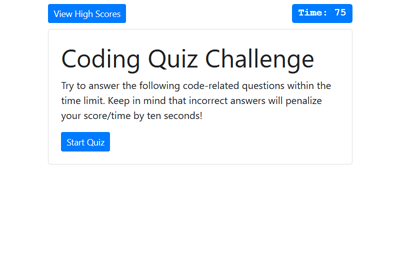 View High Scores
Time: 75
Coding Quiz Challenge
Try to answer the following code-related questions within the
time limit. Keep in mind that incorrect answers will penalize
your score/time by ten seconds!
Start Quiz